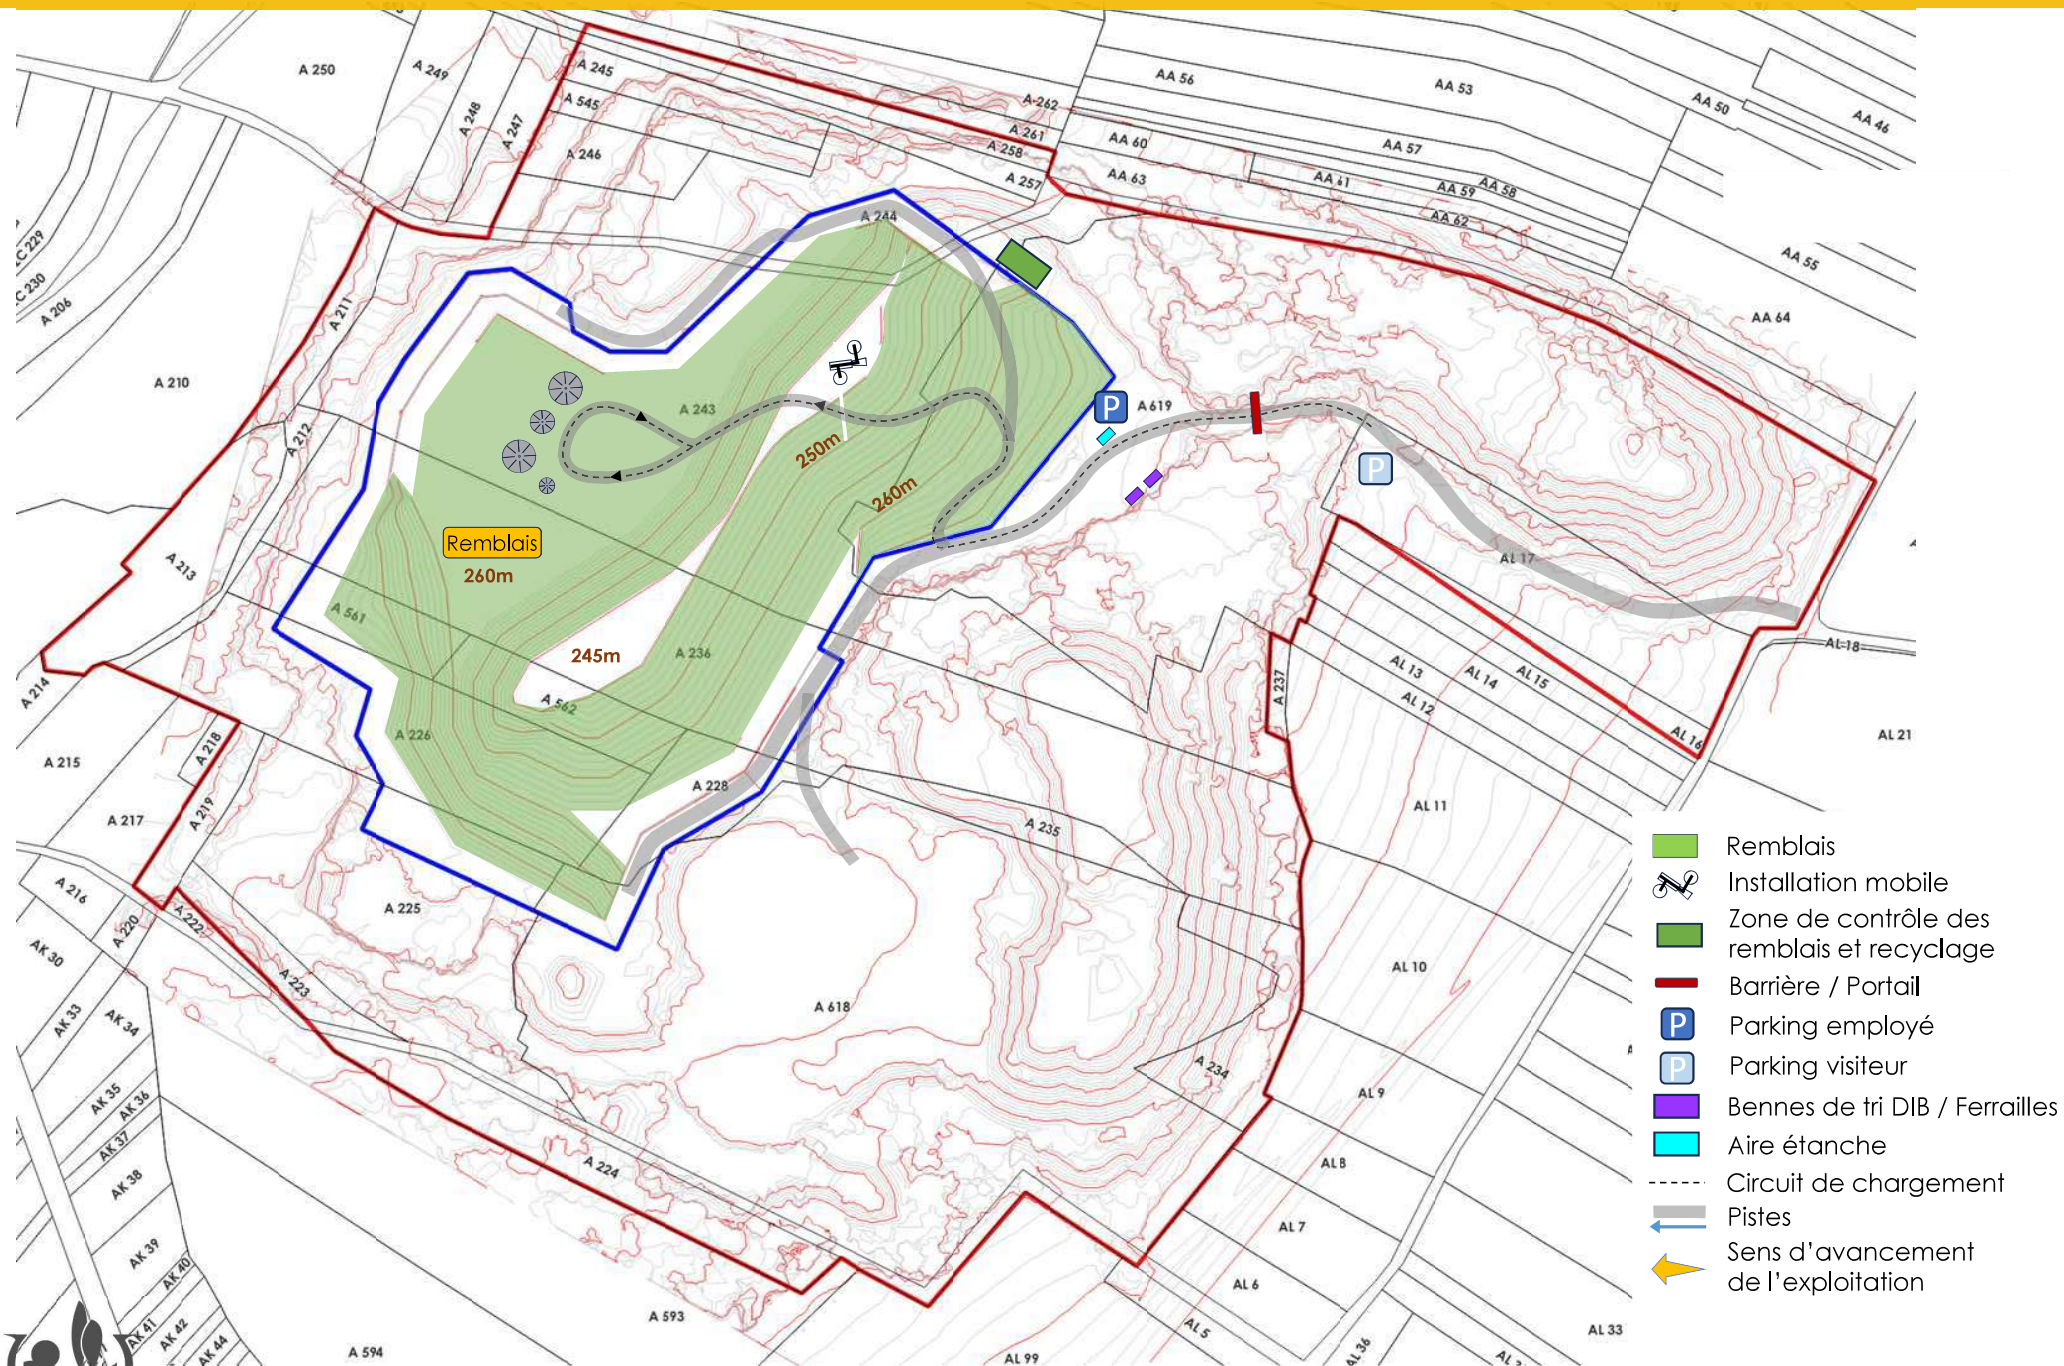 A 250
A 249
A 248
A 247
A 245
A 545
A 246
A 262
A 261
A 258
A 257
AA 56
AA 53
AA 50
AA 46
AA 60
AA 57
AA 63
AA 61
AA 59
AA 58
AA 62
AA 55
AA 64
A 244
C 229
C 230
A 206
A 211
A 210
A 212
A 243
P
A 619
250m
260m
P
Remblais
260m
A 213
A 561
245m
A 236
A 562
A 226
AL 17
AL 18
AL 13
AL 14
AL 15
AL 12
AL 16
A 237
AL 21
A 214
A 215
A 218
A 219
A 217
A 228
A 235
AL 11
A 216
A 220
A 222
A 225
A 223
AK 30
AK 33
AK 34
A 618
AL 10
A 234
AL 9
AK 35
AK 36
AK 37
AK 38
A 224
AL 8
AL 7
AK 39
AK 40
AL 6
AK 41
AK 42
AK 44
A 593
A 594
AL 5
AL 99
AL 36
AL 33
Remblais
Installation mobile
Zone de contrôle des
remblais et recyclage
Barrière / Portail
P
Parking employé
P
Parking visiteur
Bennes de tri DIB / Ferrailles
Aire étanche
Circuit de chargement
Pistes
Sens d'avancement
de l'exploitation